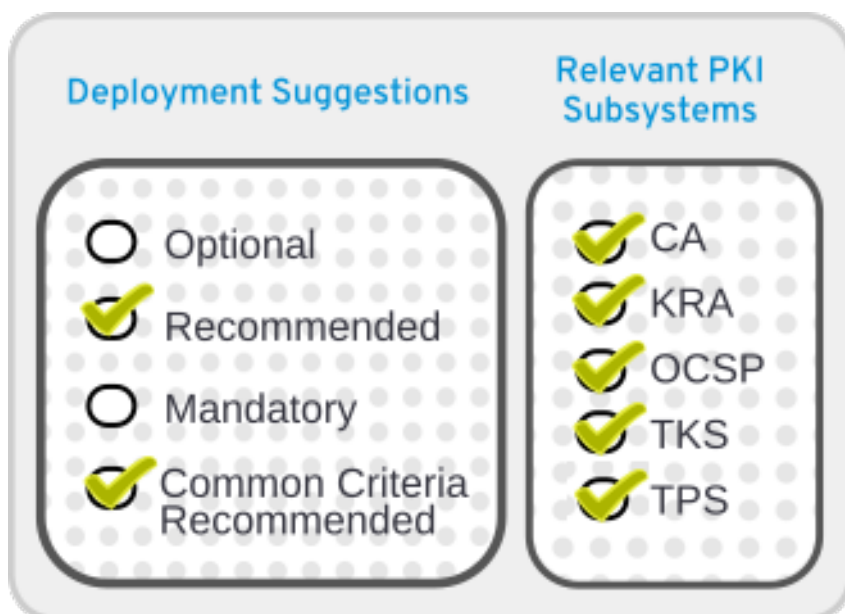 Deployment Suggestions
Relevant PKI
Subsystems
Optional
Recommended
Mandatory
Common Criteria
Recommended
CA
KRA
OCSP
TKS
TPS